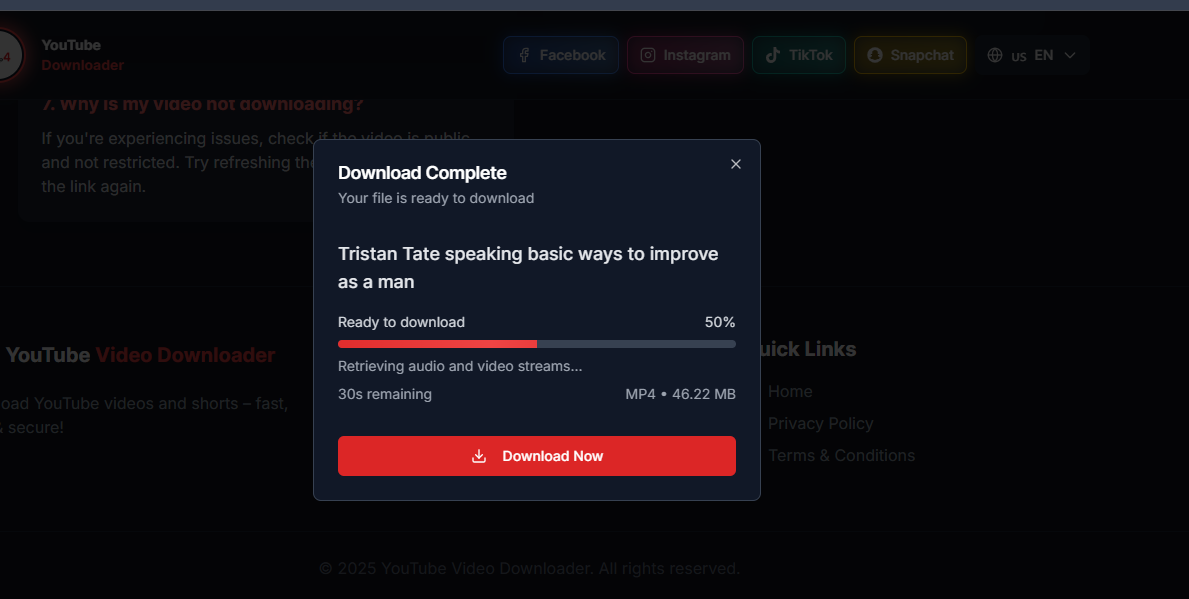 .4
YouTube
Downloader
Facebook
Instagram
TikTok
Snapchat
US EN
7. Why is my video not downloading?
If you're experiencing issues, check if the video is public
and not restricted. Try refreshing the
the link again.
Download Complete
Your file is ready to download
Tristan Tate speaking basic ways to improve
as a man
Ready to download 50%
Retrieving audio and video streams...
30s remaining MP4 • 46.22 MB
Download Now
YouTube Video Downloader
oad YouTube videos and shorts – fast,
& secure!
uick Links
Home
Privacy Policy
Terms & Conditions
© 2025 YouTube Video Downloader. All rights reserved.